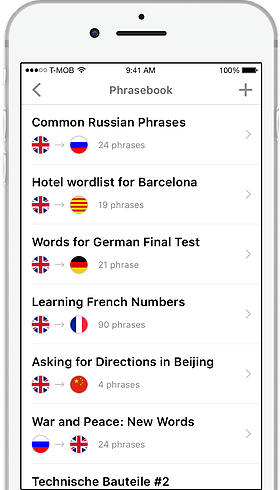 T-MOB 9:41 AM 100%
Phrasebook
Common Russian Phrases
24 phrases
Hotel wordlist for Barcelona
19 phrases
Words for German Final Test
21 phrase
Learning French Numbers
90 phrases
Asking for Directions in Beijing
4 phrases
War and Peace: New Words
24 phrases
Technische Bauteile #2